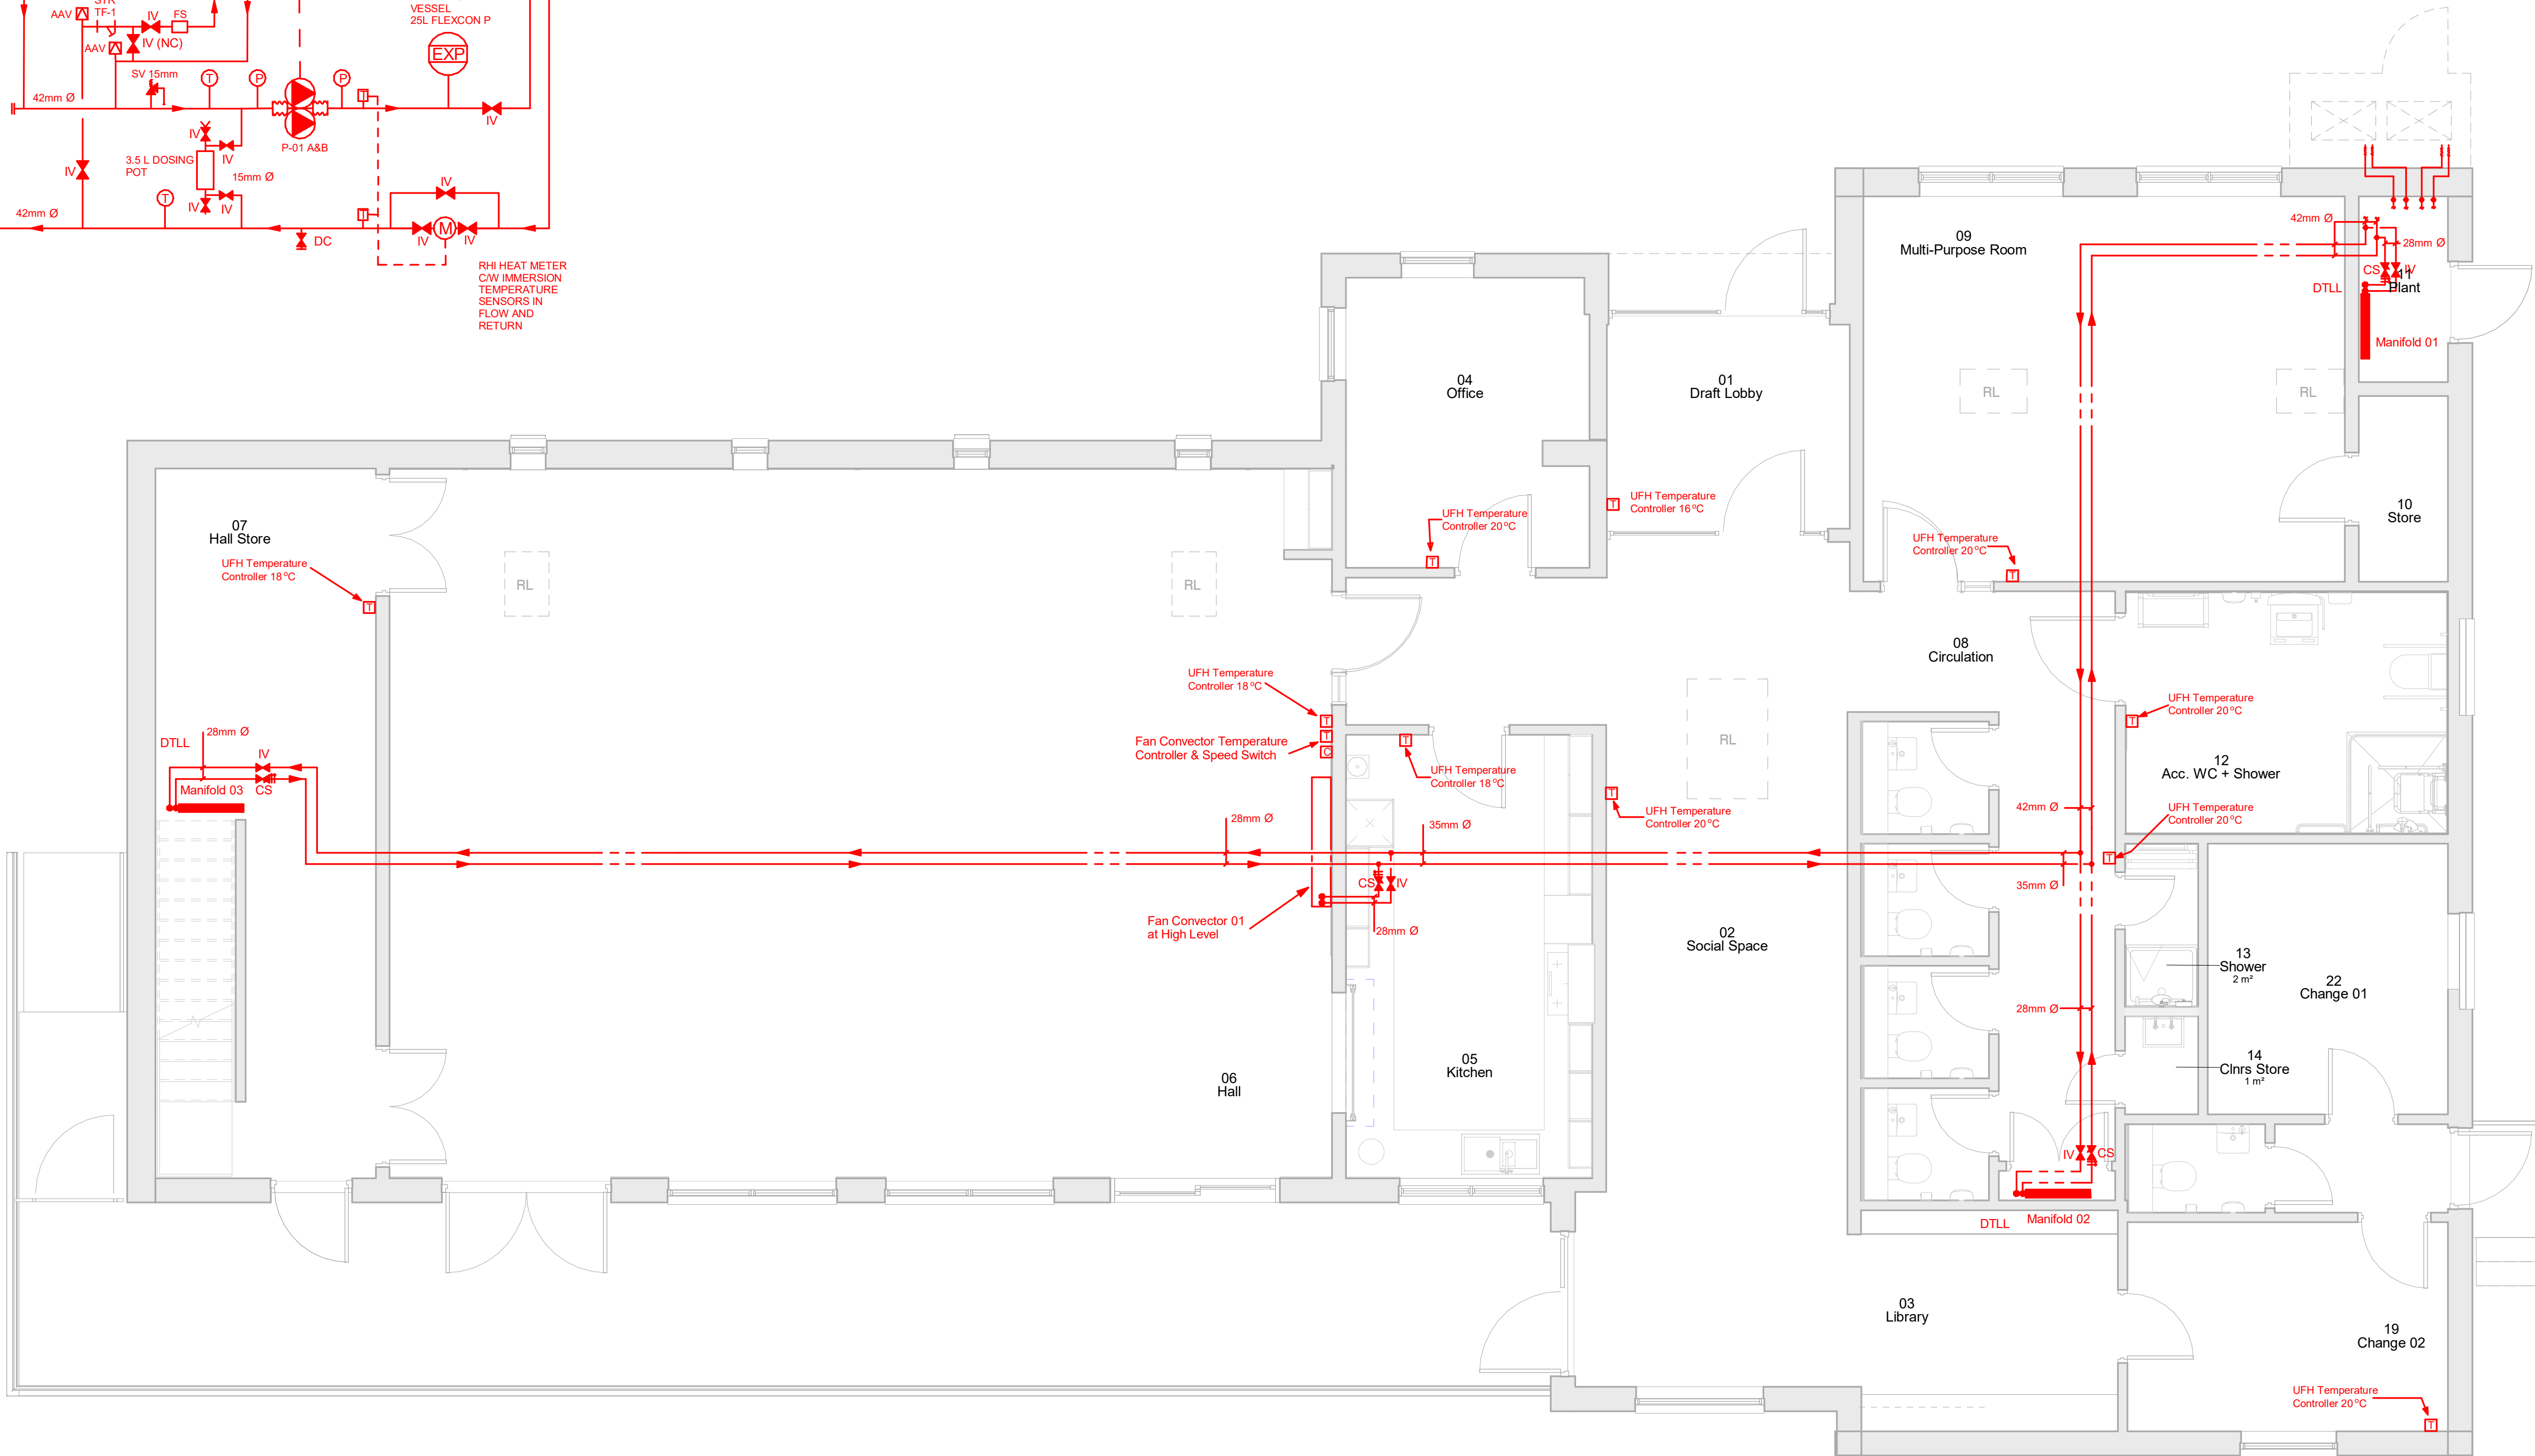 STR
TF-1
AAV
IV
FS
IV (NC)
AAV
VESSEL
25L FLEXCON P
EXP
SV 15mm
T
P
P
T
42mm Ø
IV
P-01 A&B
IV
IV
3.5 L DOSING
POT
15mm Ø
IV
IV
IV
T
T
IV
M
IV
IV
42mm Ø
DC
RHI HEAT METER
C/W IMMERSION
TEMPERATURE
SENSORS IN
FLOW AND
RETURN
09
Multi-Purpose Room
42mm Ø
28mm Ø
CS
IV
11
Plant
DTLL
Manifold 01
04
Office
01
Draft Lobby
RL
RL
UFH Temperature
Controller 16°C
T
UFH Temperature
Controller 20°C
T
10
Store
UFH Temperature
Controller 20°C
T
07
Hall Store
UFH Temperature
Controller 18°C
T
RL
RL
08
Circulation
UFH Temperature
Controller 18°C
T
Fan Convector Temperature
Controller & Speed Switch
T
C
T
UFH Temperature
Controller 18°C
RL
UFH Temperature
Controller 20°C
T
12
Acc. WC + Shower
DTLL
28mm Ø
IV
Manifold 03
CS
T
UFH Temperature
Controller 20°C
42mm Ø
UFH Temperature
Controller 20°C
T
28mm Ø
35mm Ø
CS
IV
35mm Ø
Fan Convector 01
at High Level
28mm Ø
02
Social Space
13
Shower
2 m²
22
Change 01
28mm Ø
05
Kitchen
06
Hall
14
Clnrs Store
1 m²
IV
CS
DTLL
Manifold 02
03
Library
19
Change 02
UFH Temperature
Controller 20°C
T